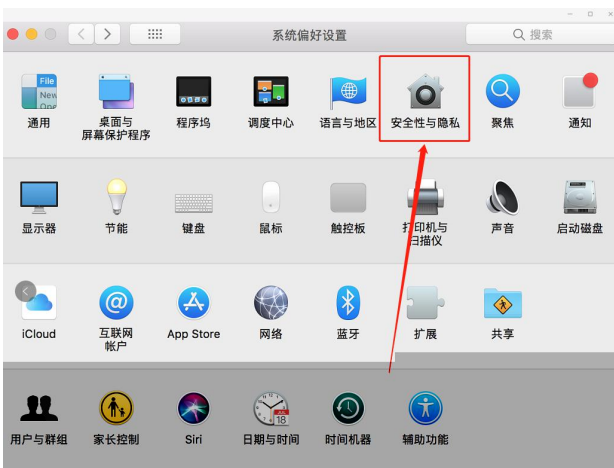 系统偏好设置
搜索
File
New
通用
桌面与
屏幕保护程序
程序坞
调度中心
语言与地区
安全性与隐私
聚焦
通知
显示器
节能
键盘
鼠标
触控板
打印机与
扫描仪
声音
启动磁盘
iCloud
互联网
帐户
App Store
网络
蓝牙
扩展
共享
用户与群组
家长控制
Siri
18
日期与时间
时间机器
辅助功能